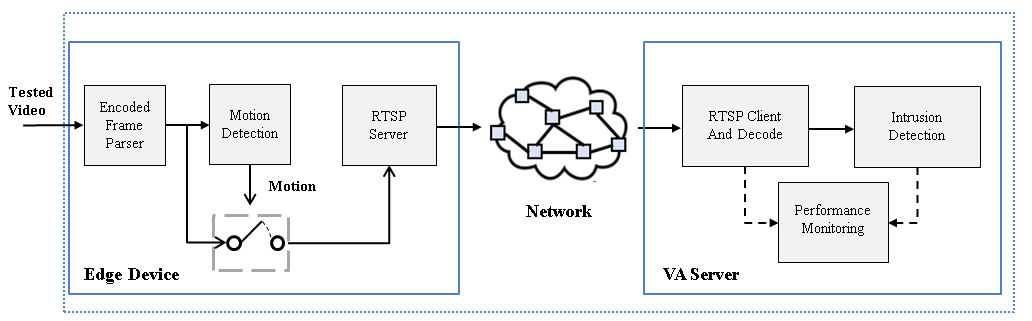 Tested
Video
Encoded
Frame
Parser
Motion
Detection
Motion
RTSP
Server
Edge Device
Network
RTSP Client
And Decode
Intrusion
Detection
Performance
Monitoring
VA Server